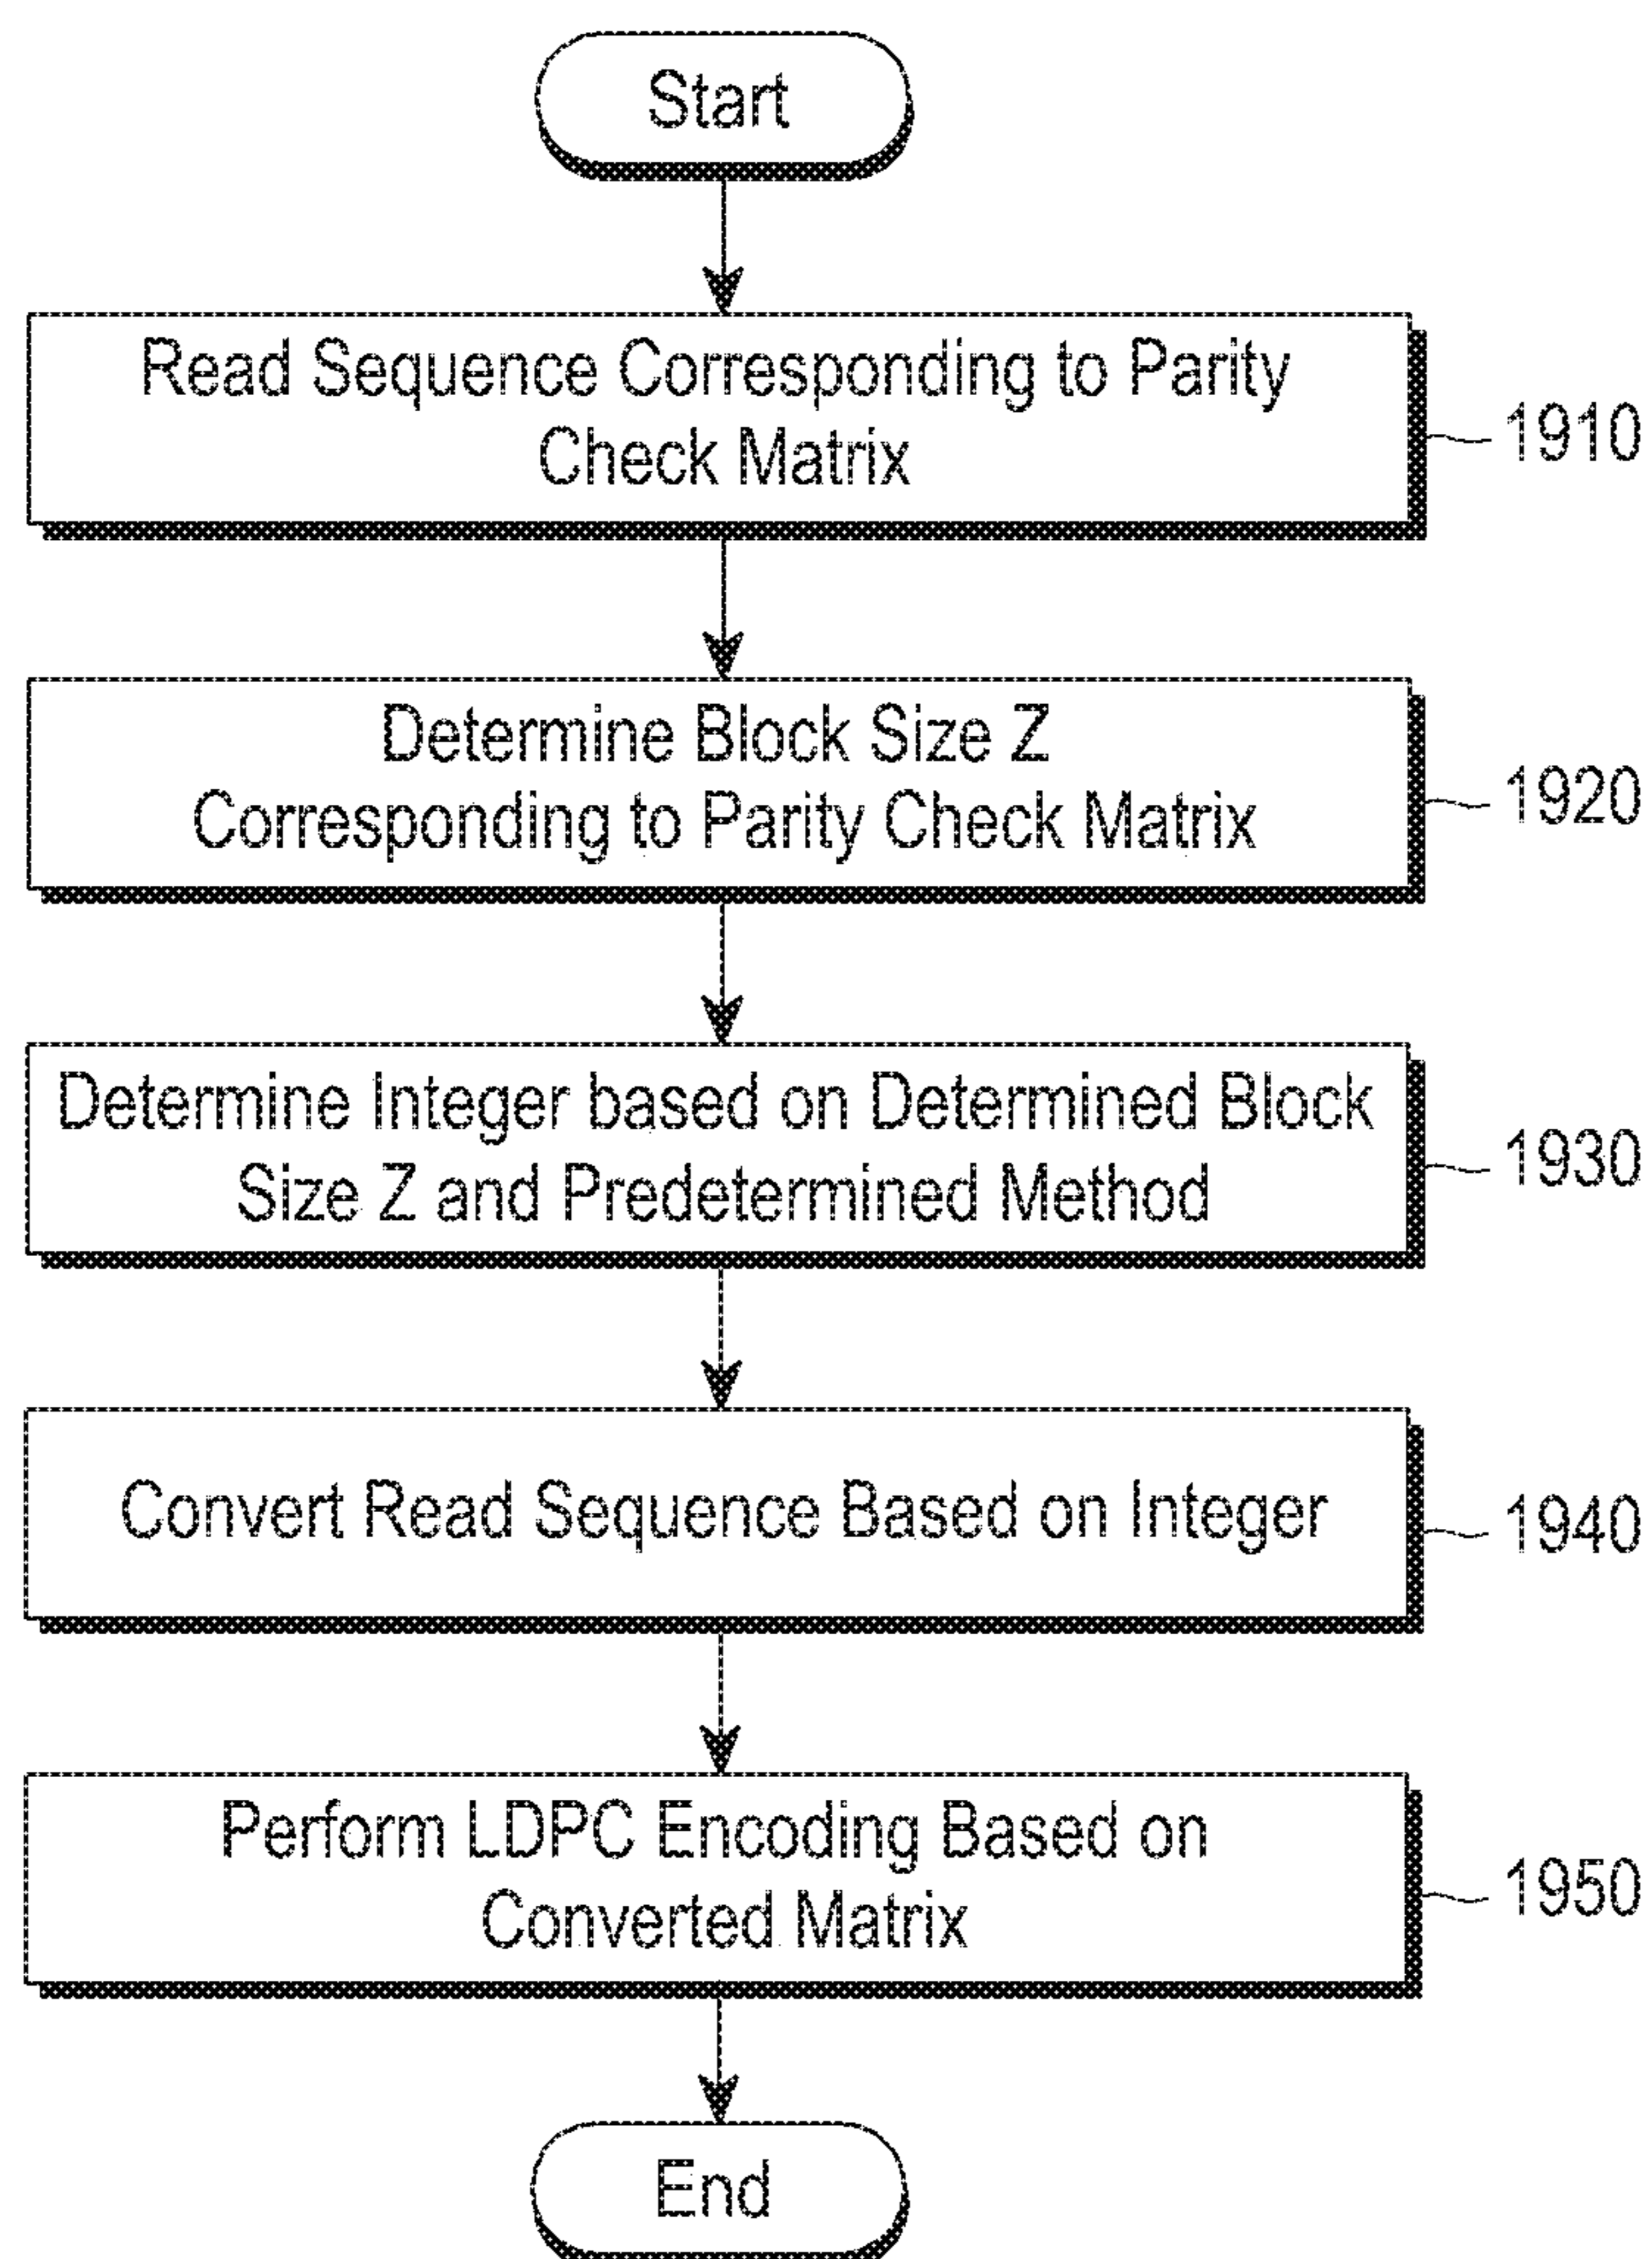 Start
Read Sequence Corresponding to Parity
Check Matrix
1910
Determine Block Size Z
Corresponding to Parity Check Matrix
1920
Determine Integer based on Determined Block
Size Z and Predetermined Method
1930
Convert Read Sequence Based on Integer
1940
Perform LDPC Encoding Based on
Converted Matrix
1950
End